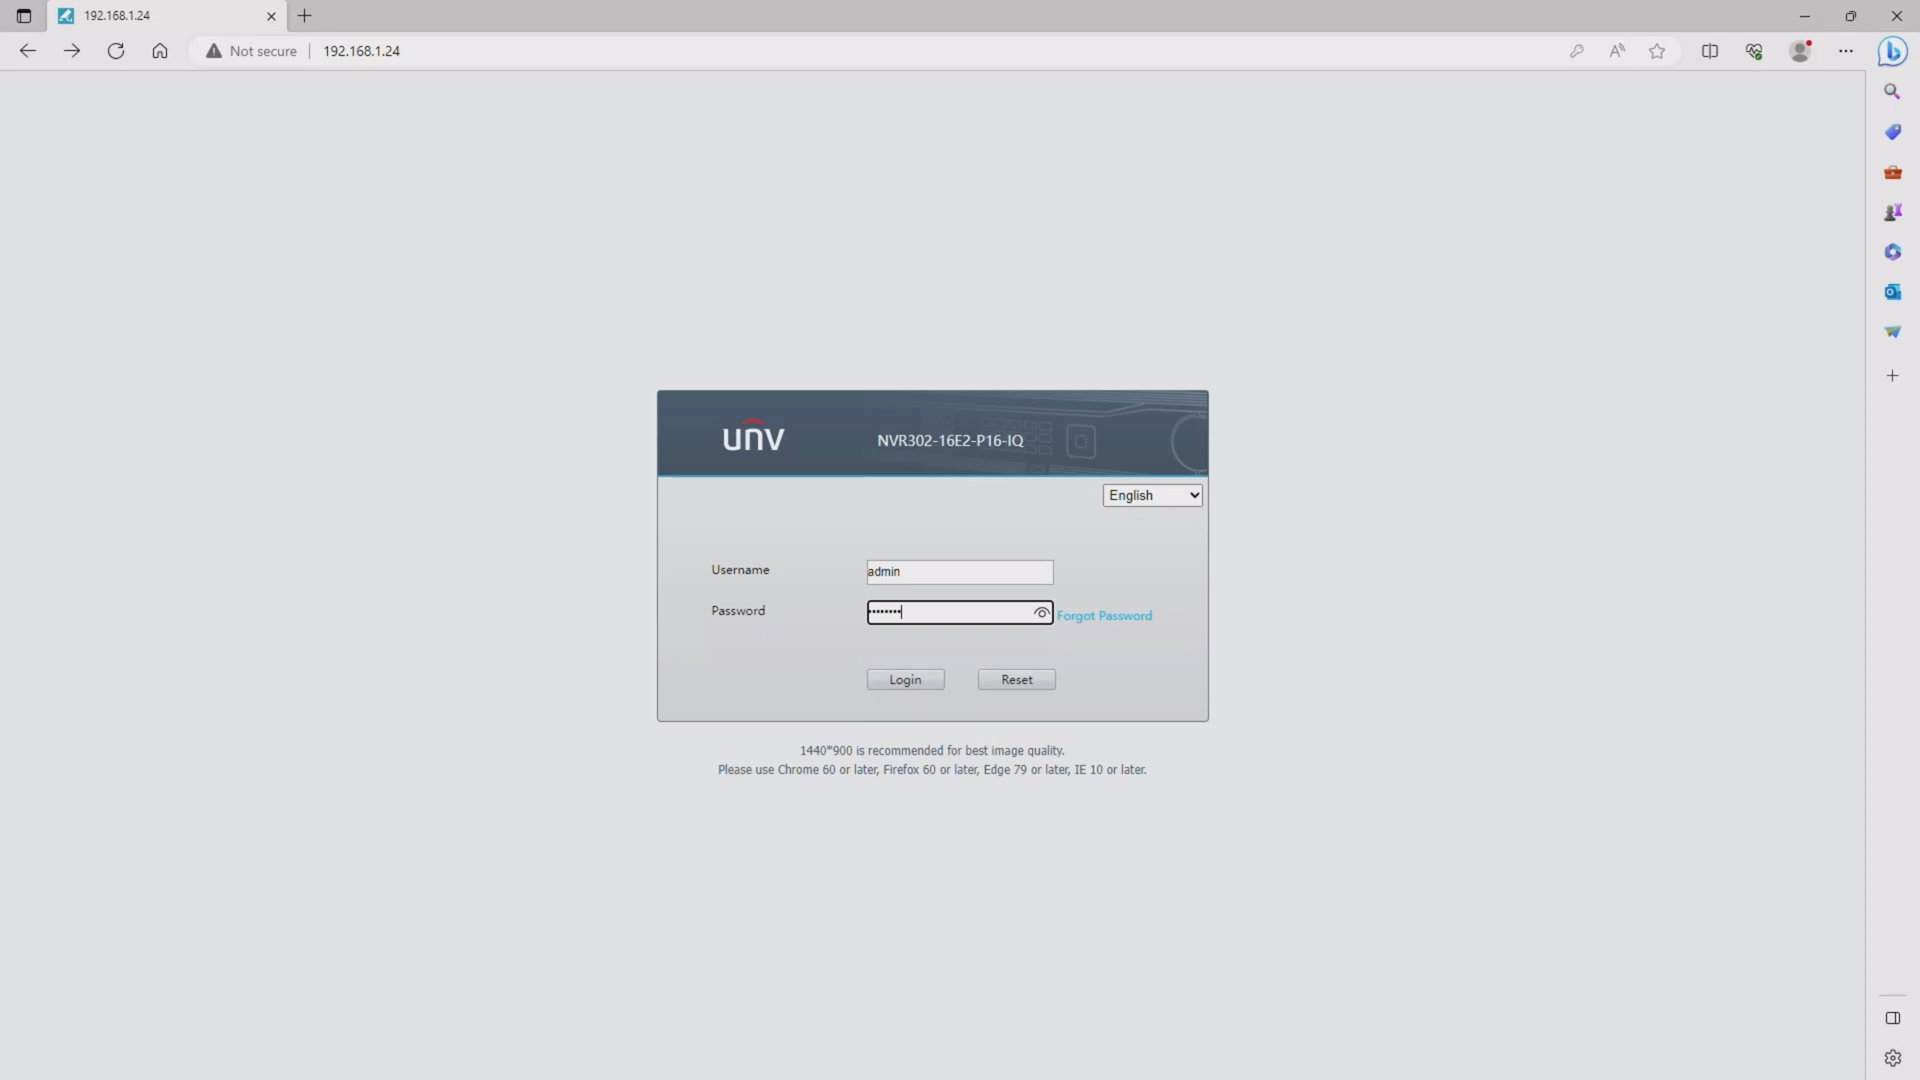 192.168.1.24
Not secure
192.168.1.24
unv
NVR302-16E2-P16-IQ
English
Username
admin
Password
••••••••
Forgot Password
Login
Reset
1440*900 is recommended for best image quality.
Please use Chrome 60 or later, Firefox 60 or later, Edge 79 or later, IE 10 or later.